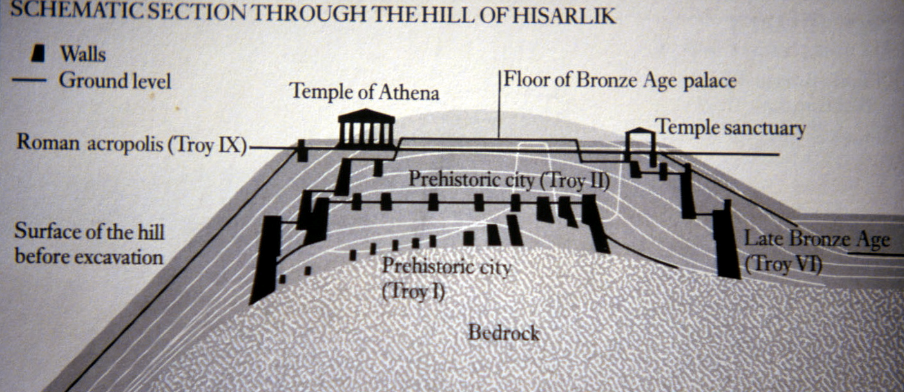 SCHEMATIC SECTION THROUGH THE HILL OF HISARLIK
Walls
Ground level
Temple of Athena
Floor of Bronze Age palace
Roman acropolis (Troy IX)
Temple sanctuary
Prehistoric city (Troy II)
Surface of the hill
before excavation
Late Bronze Age
(Troy VI)
Prehistoric city
(Troy I)
Bedrock